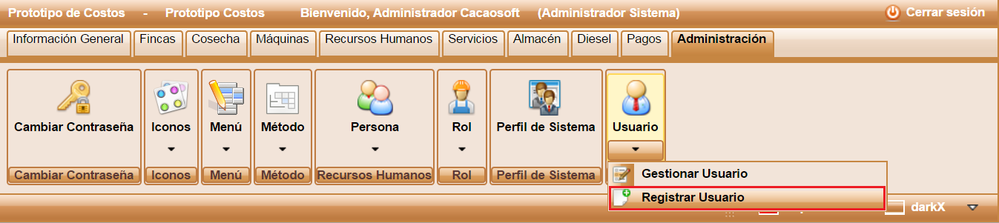 Prototipo de Costos - Prototipo Costos Bienvenido, Administrador Cacaosoft (Administrador Sistema) Cerrar sesión
Información General Fincas Cosecha Máquinas Recursos Humanos Servicios Almacén Diesel Pagos Administración
Cambiar Contraseña Iconos Menú Método Persona Rol Perfil de Sistema Usuario
Cambiar Contraseña Iconos Menú Método Recursos Humanos Rol Perfil de Sistema
Gestionar Usuario
Registrar Usuario
darkX